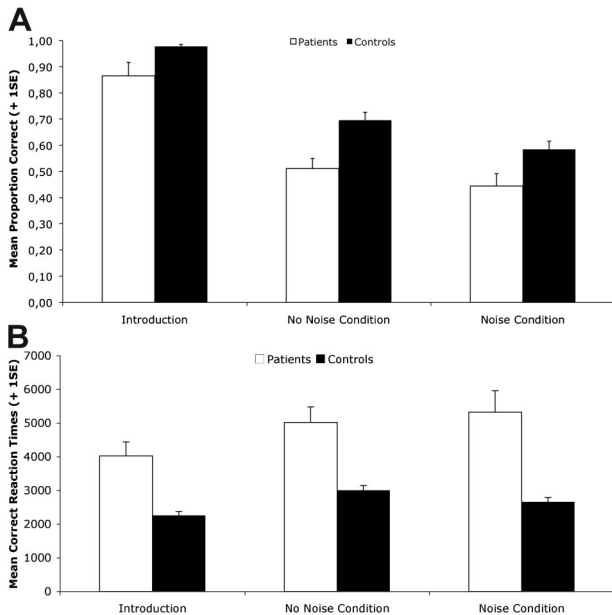 A
Mean Proportion Correct (+ 1SE)
Patients Controls
1,00
0,90
0,80
0,70
0,60
0,50
0,40
0,30
0,20
0,10
0,00
Introduction No Noise Condition Noise Condition
B
Mean Correct Reaction Times (+ 1SE)
Patients Controls
7000
6000
5000
4000
3000
2000
1000
0
Introduction No Noise Condition Noise Condition